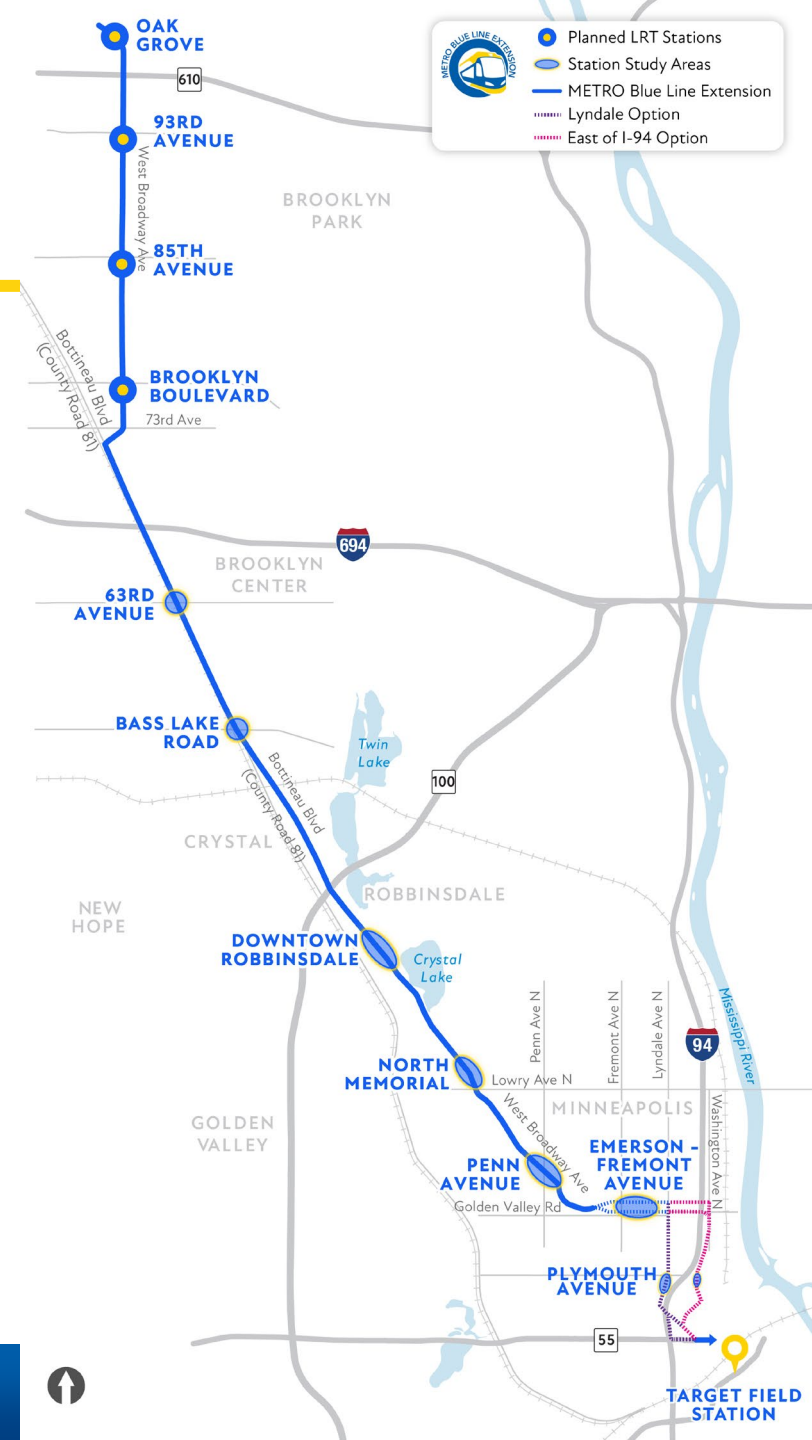 OAK
GROVE
METRO BLUE LINE EXTENSION
Planned LRT Stations
Station Study Areas
METRO Blue Line Extension
Lyndale Option
East of I-94 Option
610
93RD
AVENUE
West Broadway Ave
BROOKLYN
PARK
85TH
AVENUE
Bottineau Blvd
(County Road 81)
BROOKLYN
BOULEVARD
73rd Ave
694
BROOKLYN
CENTER
63RD
AVENUE
BASS LAKE
ROAD
Twin
Lake
Bottineau Blvd
(County Road 81)
100
CRYSTAL
ROBBINSDALE
NEW
HOPE
DOWNTOWN
ROBBINSDALE
Crystal
Lake
Penn Ave N
Fremont Ave N
Lyndale Ave N
94
Mississippi River
NORTH
MEMORIAL
Lowry Ave N
West Broadway Ave
MINNEAPOLIS
Washington Ave N
GOLDEN
VALLEY
PENN
AVENUE
EMERSON -
FREMONT
AVENUE
Golden Valley Rd
PLYMOUTH
AVENUE
55
TARGET FIELD
STATION